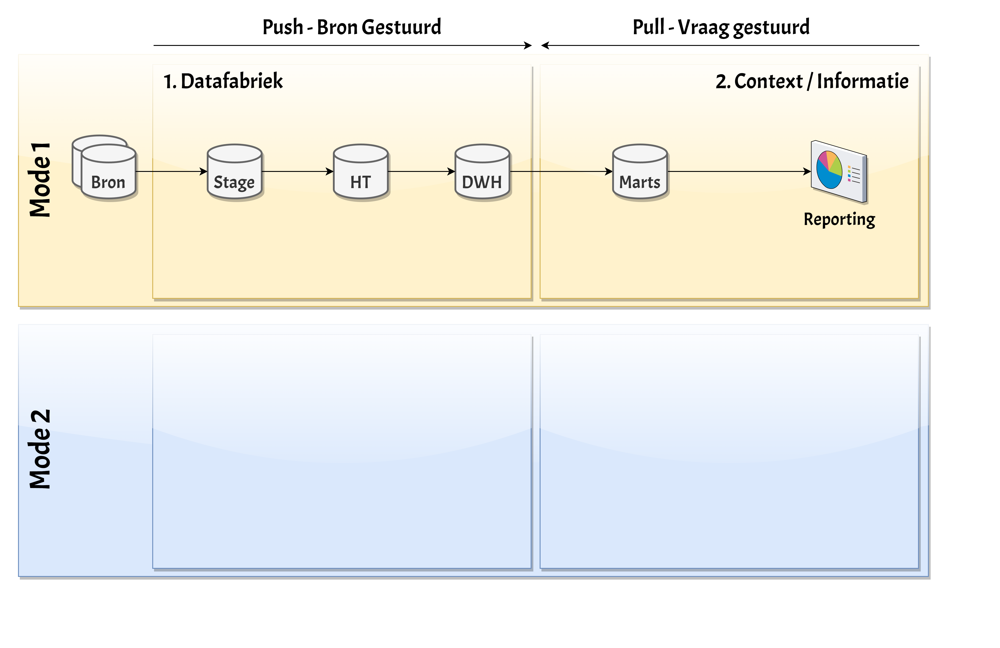 Push - Bron Gestuurd
Pull - Vraag gestuurd
1. Datafabriek
2. Context / Informatie
Mode 1
Bron
Stage
HT
DWH
Marts
Reporting
Mode 2